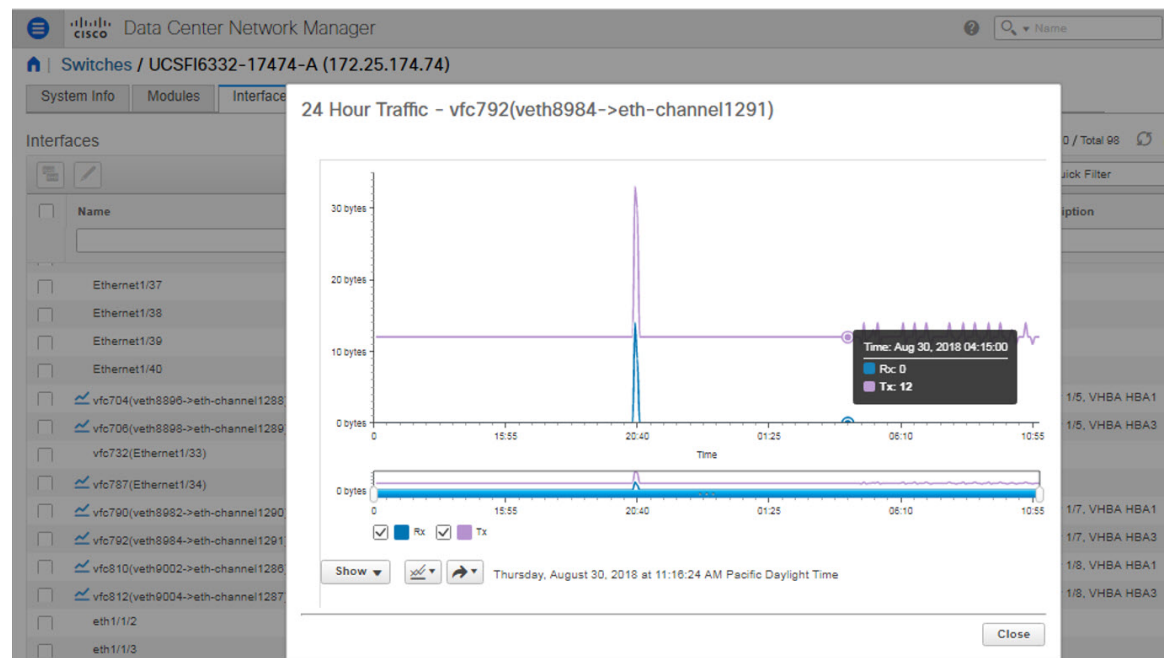 cisco Data Center Network Manager
Name
Switches / UCSFI6332-17474-A (172.25.174.74)
System Info Modules Interface
24 Hour Traffic - vfc792(veth8984->eth-channel1291)
Interfaces
0 / Total 98
uick Filter
Name
iption
30 bytes
20 bytes
10 bytes
0 bytes
0 15:55 20:40 01:25 06:10 10:55
Time
Time: Aug 30, 2018 04:15:00
Rx: 0
Tx: 12
0 bytes
0 15:55 20:40 01:25 06:10 10:55
Rx Tx
Show
Thursday, August 30, 2018 at 11:16:24 AM Pacific Daylight Time
Close
Ethernet1/37
Ethernet1/38
Ethernet1/39
Ethernet1/40
vfc704(veth8896->eth-channel1288) 1/5, VHBA HBA1
vfc706(veth8898->eth-channel1289 1/5, VHBA HBA3
vfc732(Ethernet1/33)
vfc787(Ethernet1/34)
vfc790(veth8982->eth-channel1290 1/7, VHBA HBA1
vfc792(veth8984->eth-channel1291 1/7, VHBA HBA3
vfc810(veth9002->eth-channel1286 1/8, VHBA HBA1
vfc812(veth9004->eth-channel1287 1/8, VHBA HBA3
eth1/1/2
eth1/1/3